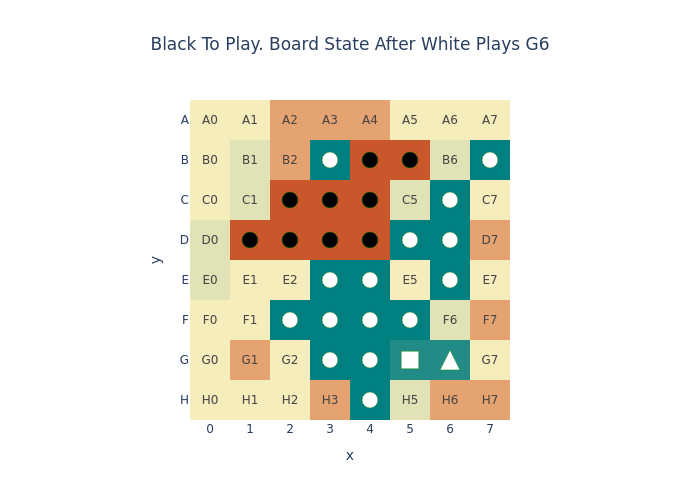 Black To Play. Board State After White Plays G6
A A0 A1 A2 A3 A4 A5 A6 A7
B B0 B1 B2 B6
C C0 C1 C5 C7
D D0 D7
y
E E0 E1 E2 E5 E7
F F0 F1 F6 F7
G G0 G1 G2 G7
H H0 H1 H2 H3 H5 H6 H7
0 1 2 3 4 5 6 7
x